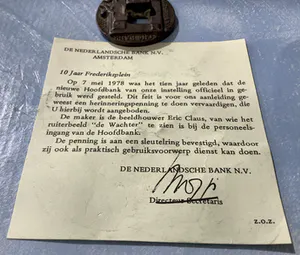 DE NEDERLANDSCHE BANK N.V.
AMSTERDAM
10 Jaar Frederiksplein
Op 7 mei 1978 was het tien jaar geleden dat de
nieuwe Hoofdbank van onze instelling officieel in ge-
bruik werd gesteld. Dit feit is voor ons aanleiding ge-
weest een herinneringspenning te doen vervaardigen, die
U hierbij wordt aangeboden.
De maker is de beeldhouwer Eric Claus, van wie het
ruiterbeeld "de Wachter" te zien is bij de personeels-
ingang van de Hoofdbank.
De penning is aan een sleutelring bevestigd, waardoor
zij ook als praktisch gebruiksvoorwerp dienst kan doen.
DE NEDERLANDSCHE BANK N.V.
Directeur-Secretaris
z.o.z.